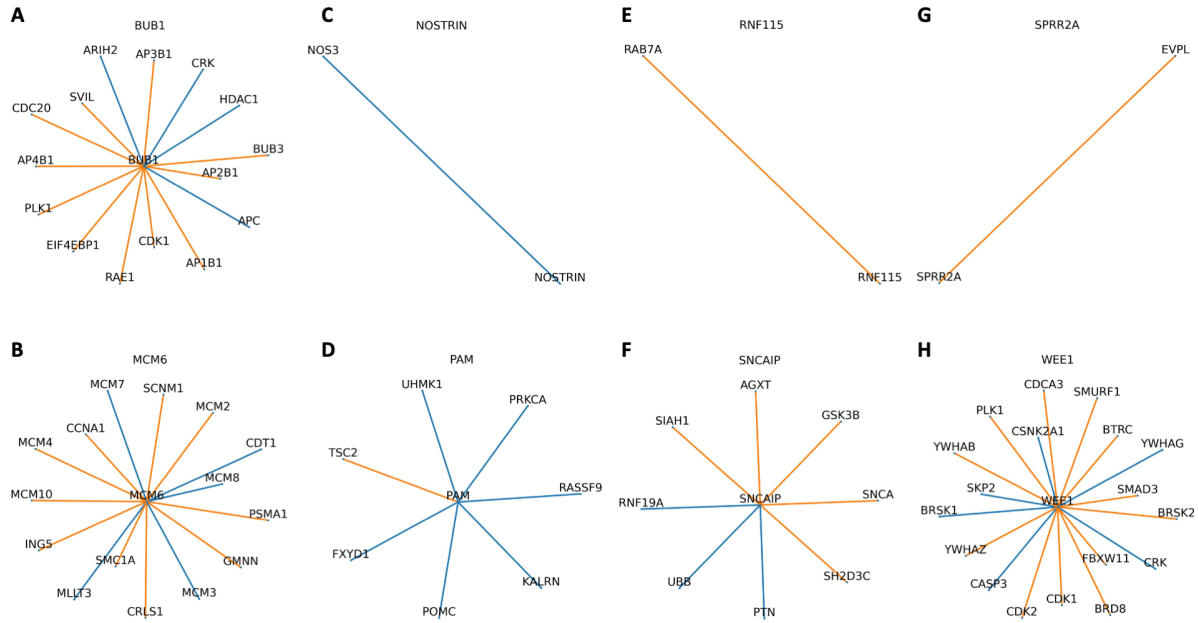 A
BUB1
ARIH2
AP3B1
CRK
SVIL
HDAC1
CDC20
BUB3
AP4B1
BUB1
AP2B1
PLK1
APC
EIF4EBP1
CDK1
AP1B1
RAE1
C
NOSTRIN
NOS3
NOSTRIN
E
RNF115
RAB7A
RNF115
G
SPRR2A
EVPL
SPRR2A
B
MCM6
MCM7
SCNM1
MCM2
CCNA1
MCM4
CDT1
MCM8
MCM10
MCM6
PSMA1
ING5
SMC1A
GMNN
MLLT3
MCM3
CRLS1
D
PAM
UHMK1
PRKCA
TSC2
RASSF9
PAM
FXYD1
KALRN
POMC
F
SNCAIP
AGXT
SIAH1
GSK3B
RNF19A
SNCAIP
SNCA
UBB
SH2D3C
PTN
H
WEE1
CDCA3
SMURF1
PLK1
CSNK2A1
BTRC
YWHAB
YWHAG
SKP2
SMAD3
BRSK1
WEE1
BRSK2
YWHAZ
FBXW11
CRK
CASP3
CDK1
CDK2
BRD8